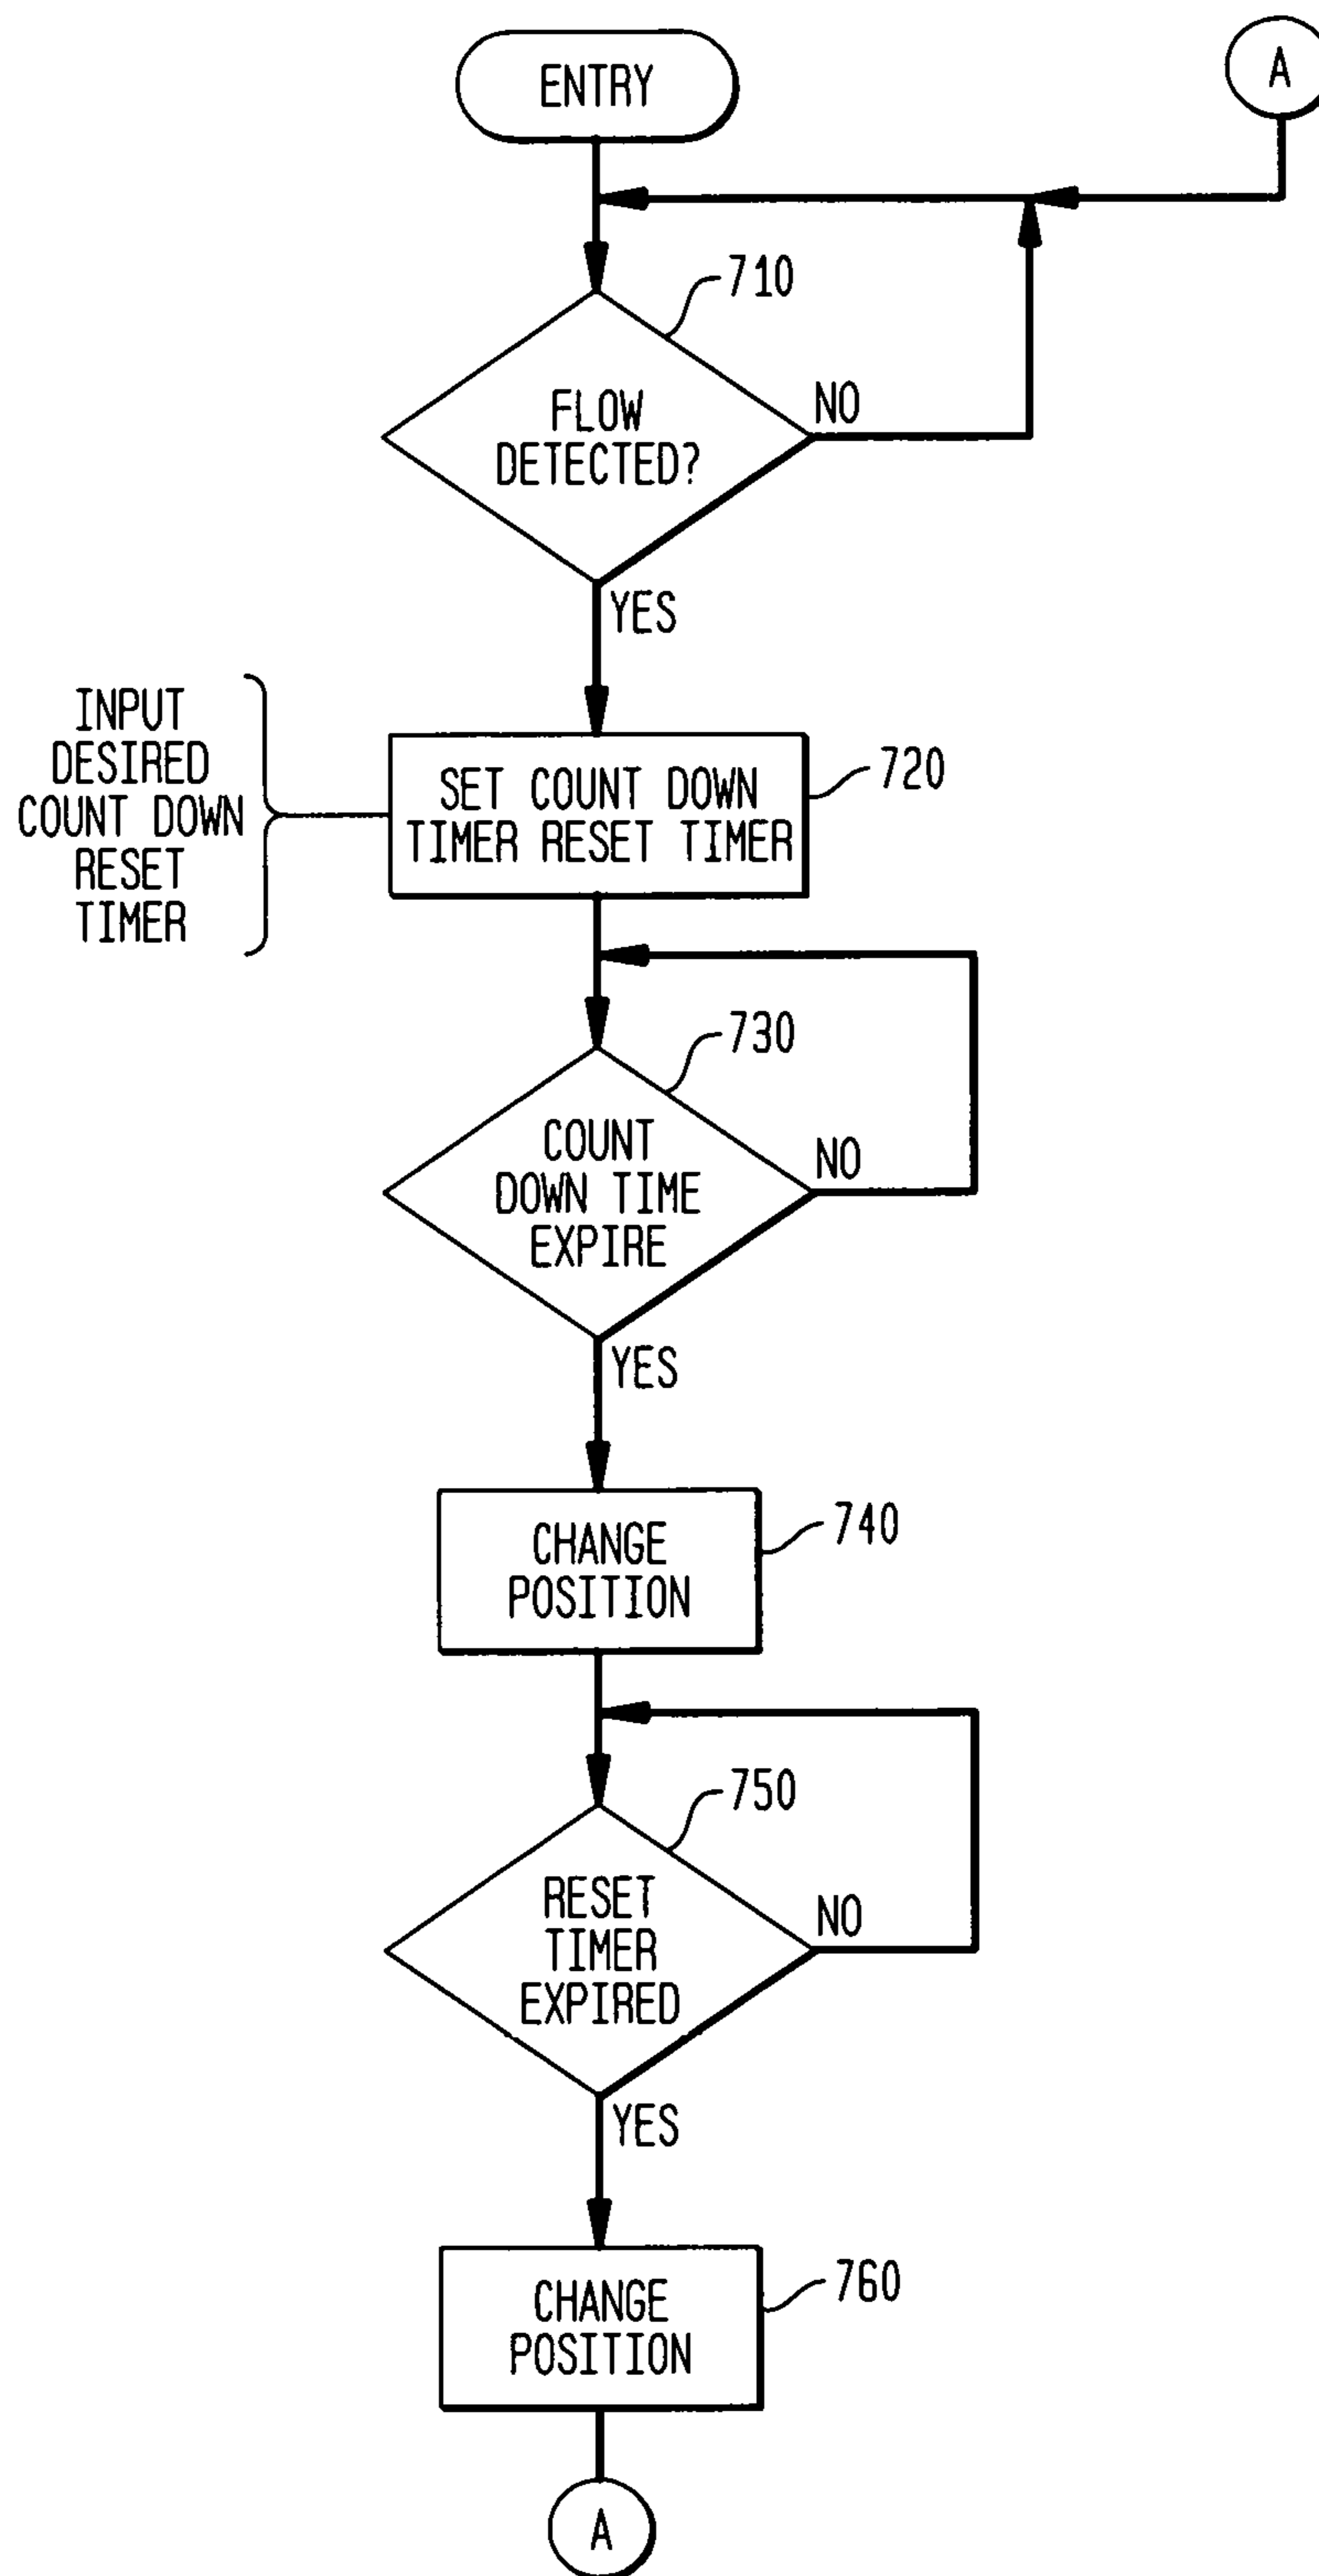 ENTRY
A
710
FLOW
DETECTED?
NO
YES
INPUT
DESIRED
COUNT DOWN
RESET
TIMER
SET COUNT DOWN
TIMER RESET TIMER
720
730
COUNT
DOWN TIME
EXPIRE
NO
YES
CHANGE
POSITION
740
750
RESET
TIMER
EXPIRED
NO
YES
CHANGE
POSITION
760
A